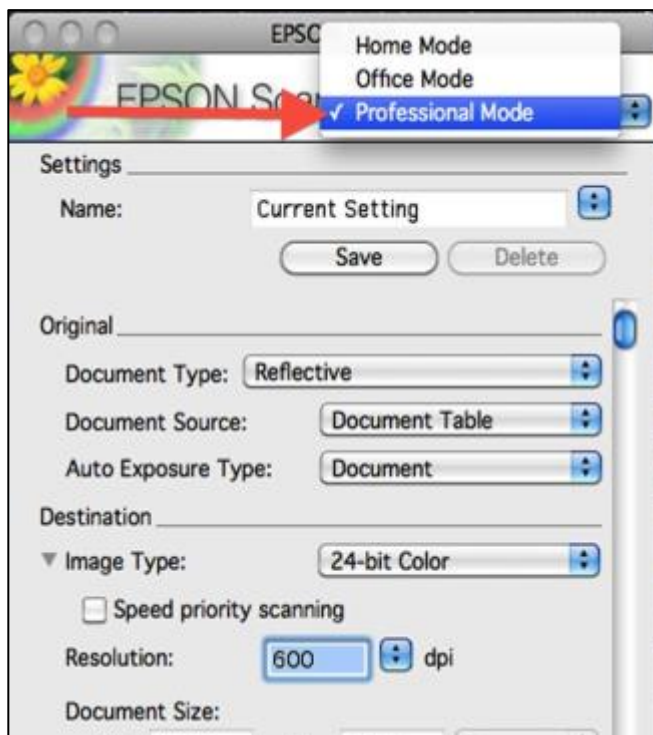 EPSC
Home Mode
Office Mode
EPSON Sca
✓ Professional Mode
Settings
Name: Current Setting
Save Delete
Original
Document Type: Reflective
Document Source: Document Table
Auto Exposure Type: Document
Destination
Image Type: 24-bit Color
Speed priority scanning
Resolution: 600 dpi
Document Size: